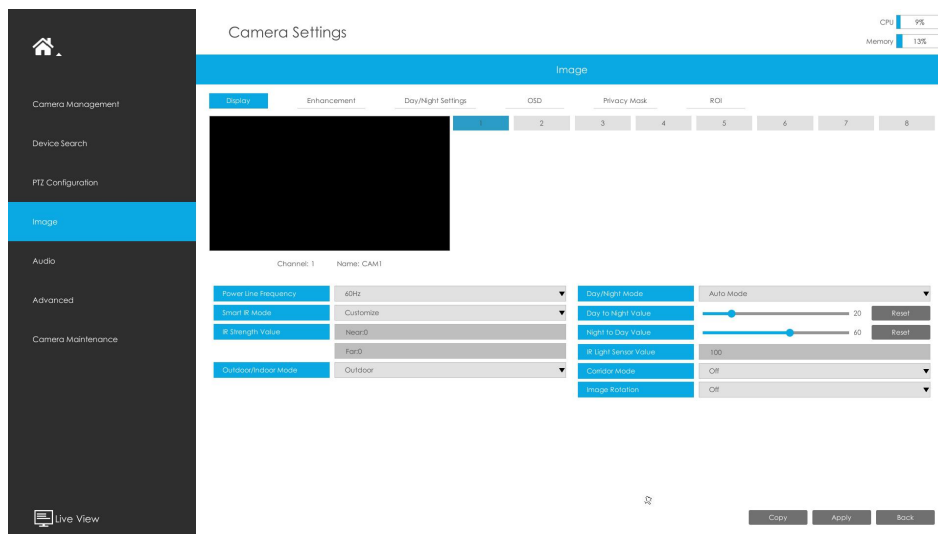 Camera Settings
CPU 9%
Memory 13%
Image
Camera Management
Device Search
PTZ Configuration
Image
Audio
Advanced
Camera Maintenance
Live View
Display Enhancement Day/Night Settings OSD Privacy Mask ROI
1 2 3 4 5 6 7 8
Channel: 1 Name: CAM1
Power Line Frequency 60Hz
Smart IR Mode Customize
IR Strength Value Near:0
Far:0
Outdoor/Indoor Mode Outdoor
Day/Night Mode Auto Mode
Day to Night Value 20 Reset
Night to Day Value 60 Reset
IR Light Sensor Value 100
Corridor Mode Off
Image Rotation Off
Copy Apply Back